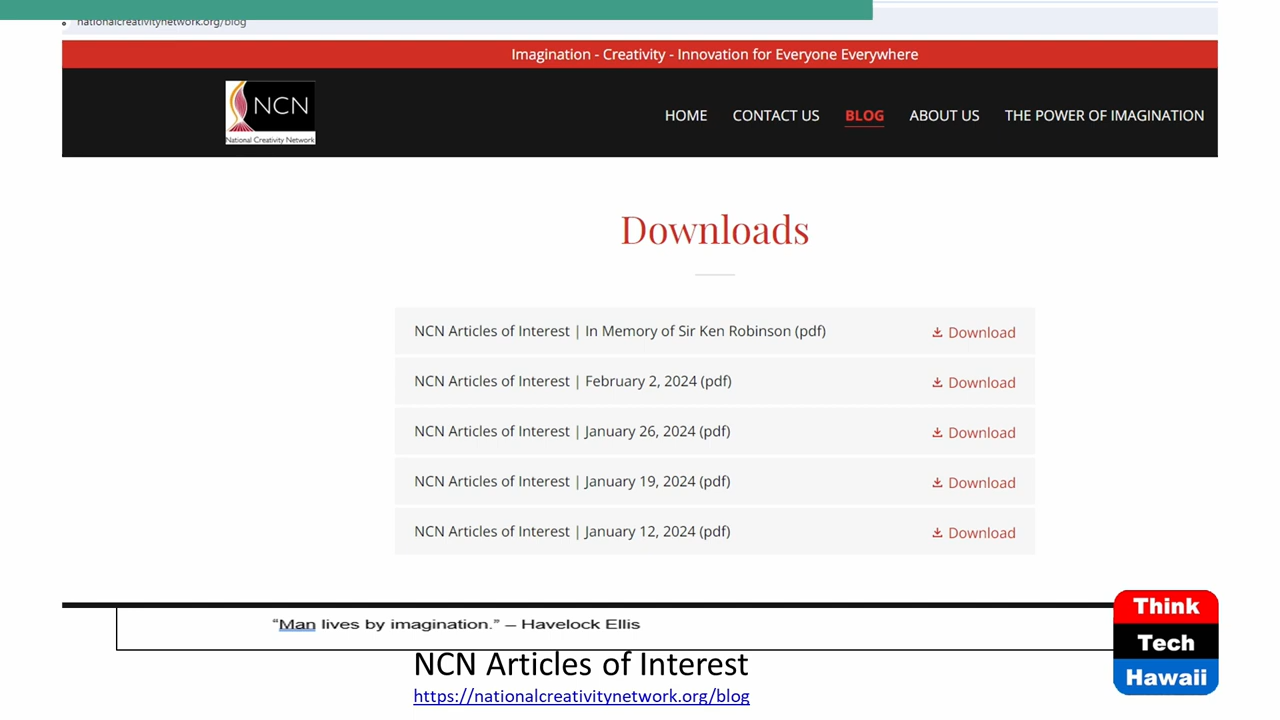 nationalcreativitynetwork.org/blog
Imagination - Creativity - Innovation for Everyone Everywhere
NCN
National Creativity Network
HOME CONTACT US BLOG ABOUT US THE POWER OF IMAGINATION
Downloads
NCN Articles of Interest | In Memory of Sir Ken Robinson (pdf) Download
NCN Articles of Interest | February 2, 2024 (pdf) Download
NCN Articles of Interest | January 26, 2024 (pdf) Download
NCN Articles of Interest | January 19, 2024 (pdf) Download
NCN Articles of Interest | January 12, 2024 (pdf) Download
“Man lives by imagination.” – Havelock Ellis
NCN Articles of Interest
https://nationalcreativitynetwork.org/blog
Think
Tech
Hawaii